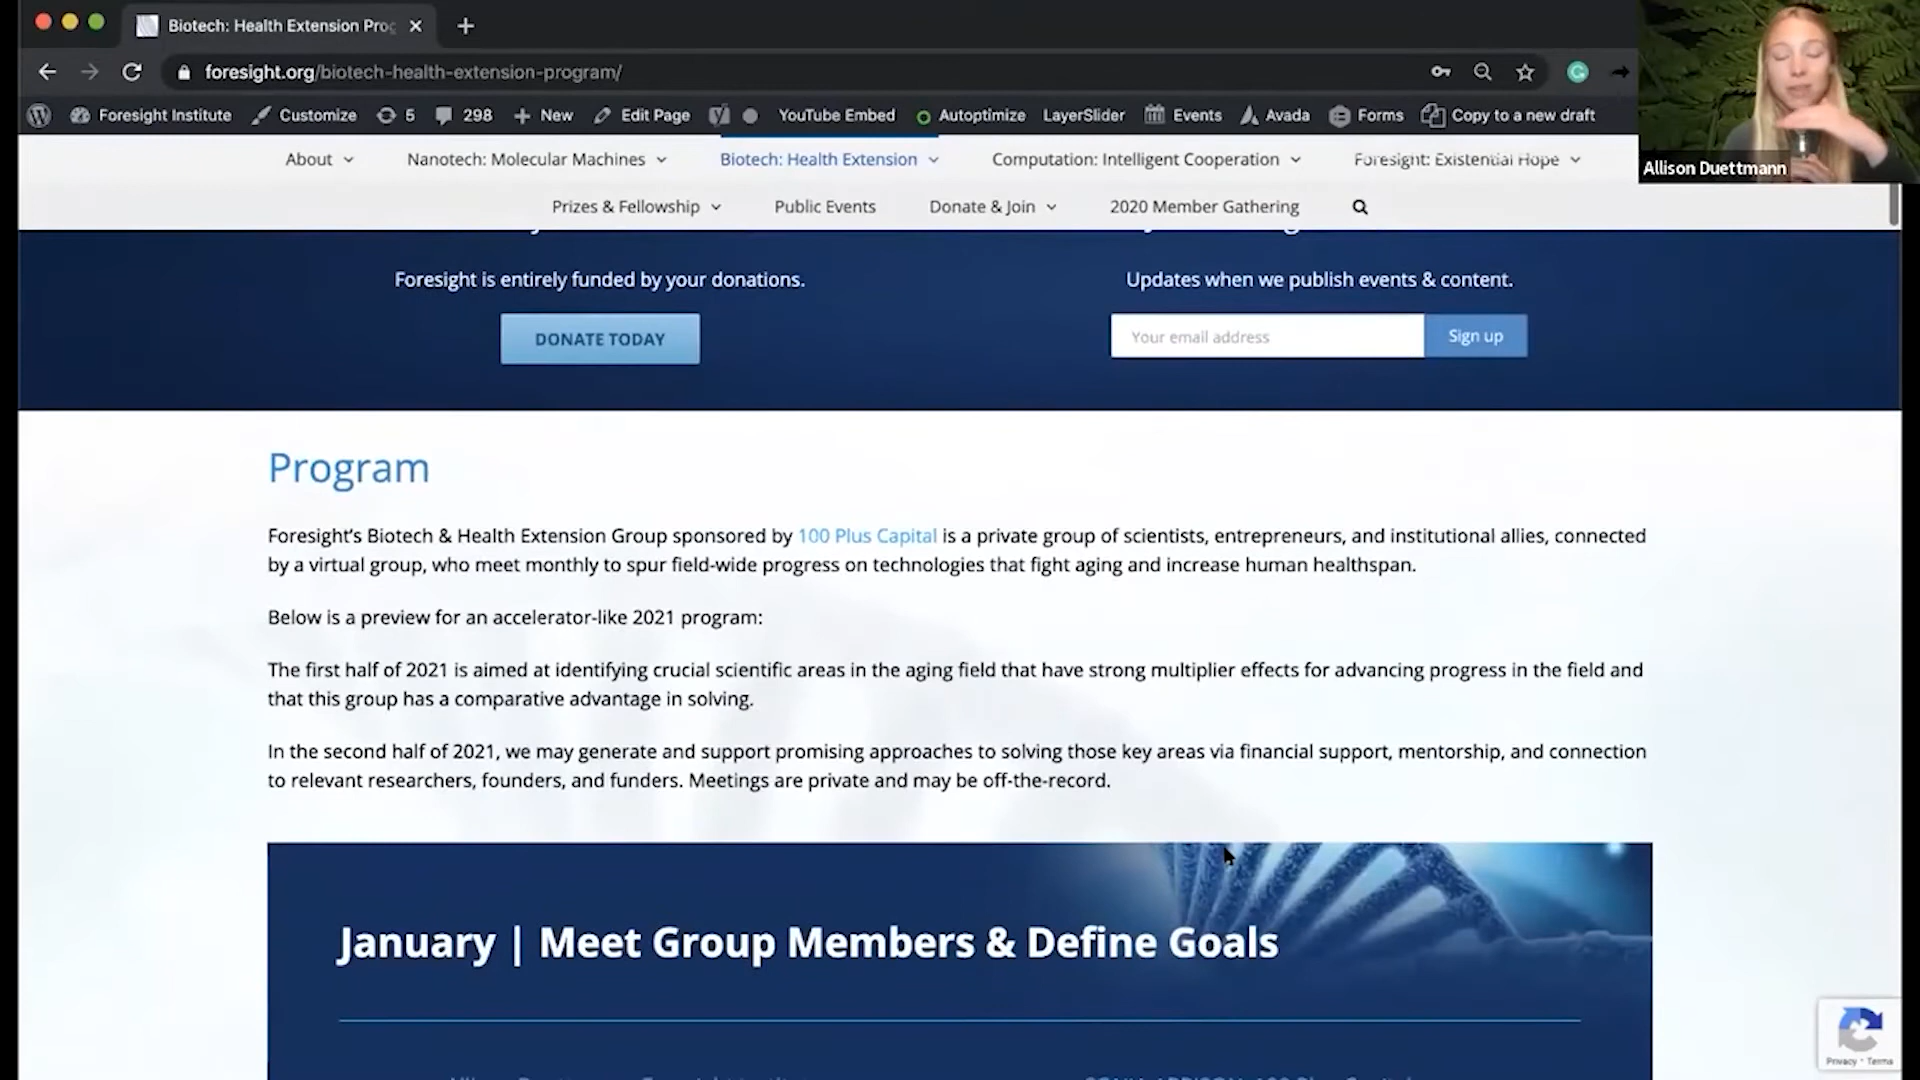 Biotech: Health Extension Prog
foresight.org/biotech-health-extension-program/
Foresight Institute Customize 5 298 New Edit Page YouTube Embed Autoptimize LayerSlider Events Avada Forms Copy to a new draft
Allison Duettmann
About Nanotech: Molecular Machines Biotech: Health Extension Computation: Intelligent Cooperation Foresight: Existential Hope
Prizes & Fellowship Public Events Donate & Join 2020 Member Gathering
Foresight is entirely funded by your donations.
DONATE TODAY
Updates when we publish events & content.
Your email address Sign up
Program
Foresight's Biotech & Health Extension Group sponsored by 100 Plus Capital is a private group of scientists, entrepreneurs, and institutional allies, connected
by a virtual group, who meet monthly to spur field-wide progress on technologies that fight aging and increase human healthspan.
Below is a preview for an accelerator-like 2021 program:
The first half of 2021 is aimed at identifying crucial scientific areas in the aging field that have strong multiplier effects for advancing progress in the field and
that this group has a comparative advantage in solving.
In the second half of 2021, we may generate and support promising approaches to solving those key areas via financial support, mentorship, and connection
to relevant researchers, founders, and funders. Meetings are private and may be off-the-record.
January | Meet Group Members & Define Goals
Privacy - Terms